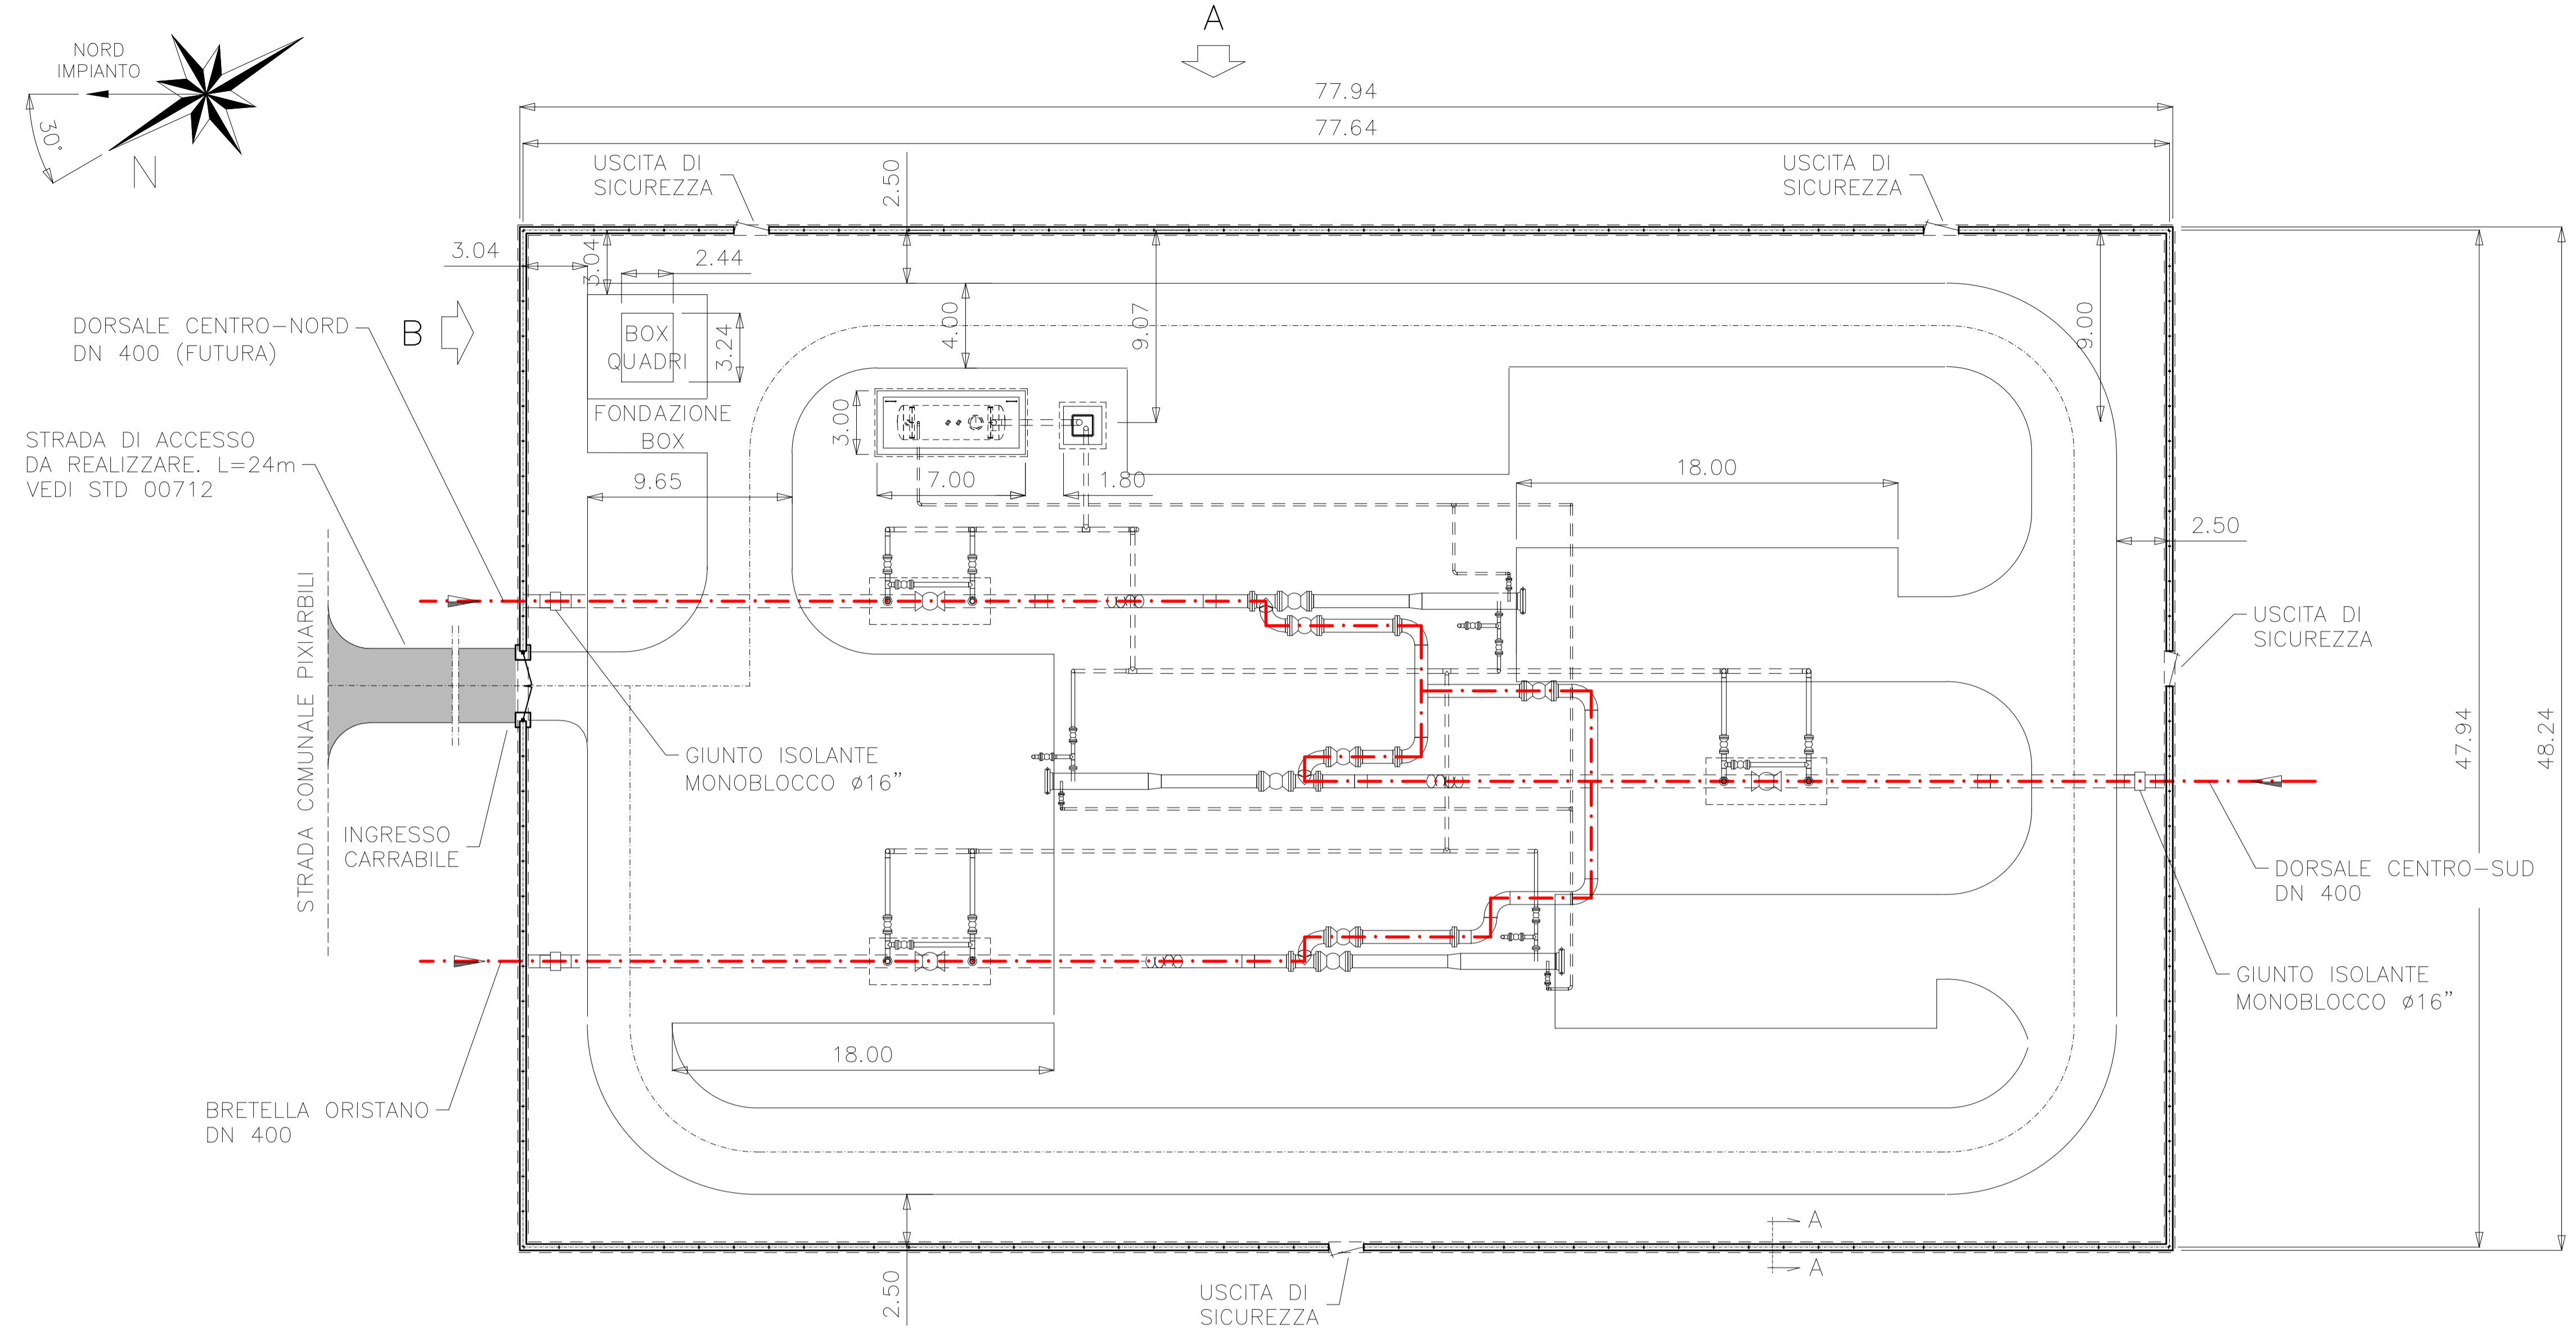 A
NORD
IMPIANTO
30°
N
77.94
77.64
USCITA DI
SICUREZZA
2.50
USCITA DI
SICUREZZA
3.04
3.04
2.44
DORSALE CENTRO-NORD
DN 400 (FUTURA)
B
BOX
QUADRI
3.24
4.00
9.07
9.00
FONDAZIONE
BOX
STRADA DI ACCESSO
DA REALIZZARE. L=24m
VEDI STD 00712
3.00
9.65
7.00
1.80
18.00
2.50
STRADA COMUNALE PIXIARBILI
USCITA DI
SICUREZZA
GIUNTO ISOLANTE
MONOBLOCCO ø16”
47.94
48.24
INGRESSO
CARRABILE
DORSALE CENTRO-SUD
DN 400
GIUNTO ISOLANTE
MONOBLOCCO ø16”
18.00
BRETELLA ORISTANO
DN 400
A
A
2.50
USCITA DI
SICUREZZA